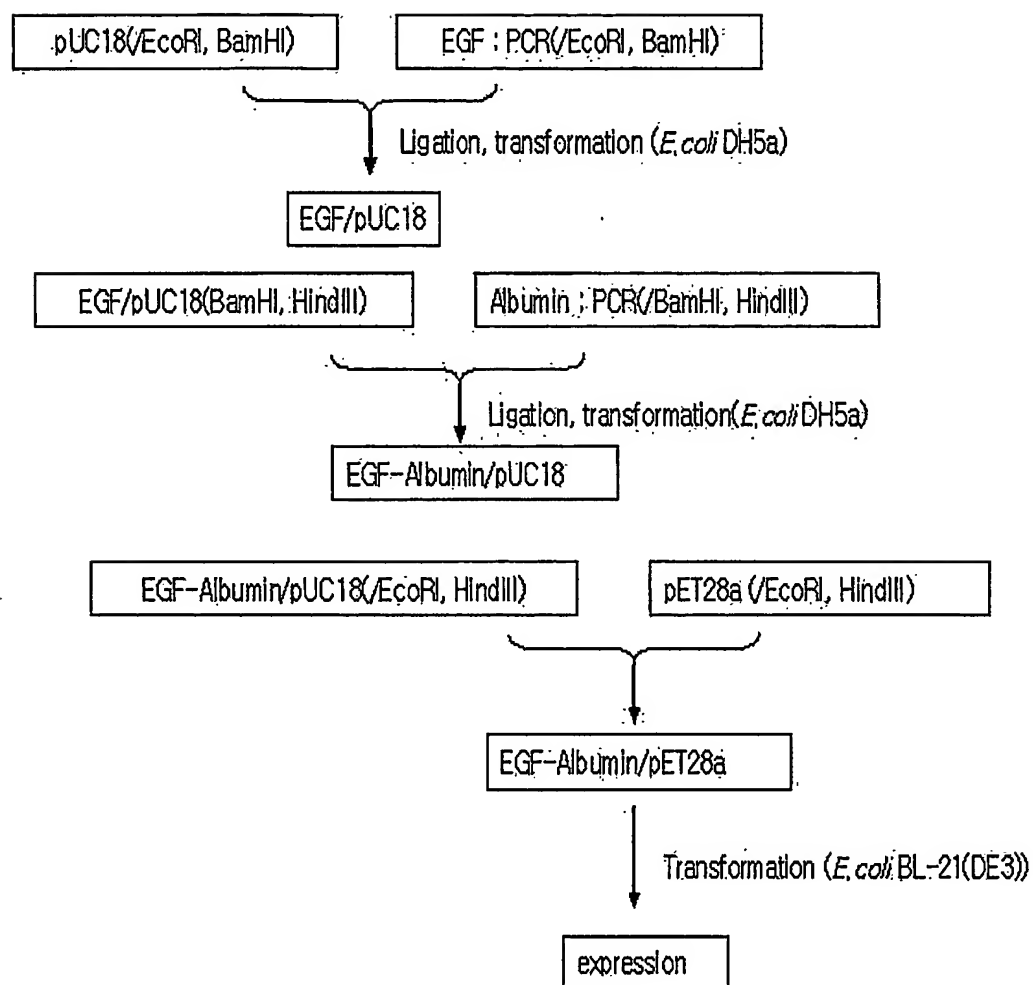 pUC18(/EcoRI, BamHI)
EGF : PCR(/EcoRI, BamHI)
Ligation, transformation (E.coli DH5a)
EGF/pUC18
EGF/pUC18(BamHI, HindIII)
Albumin : PCR(/BamHI, HindIII)
Ligation, transformation(E.coli DH5a)
EGF-Albumin/pUC18
EGF-Albumin/pUC18(/EcoRI, HindIII)
pET28a (/EcoRI, HindIII)
EGF-Albumin/pET28a
Transformation (E.coli BL-21(DE3))
expression